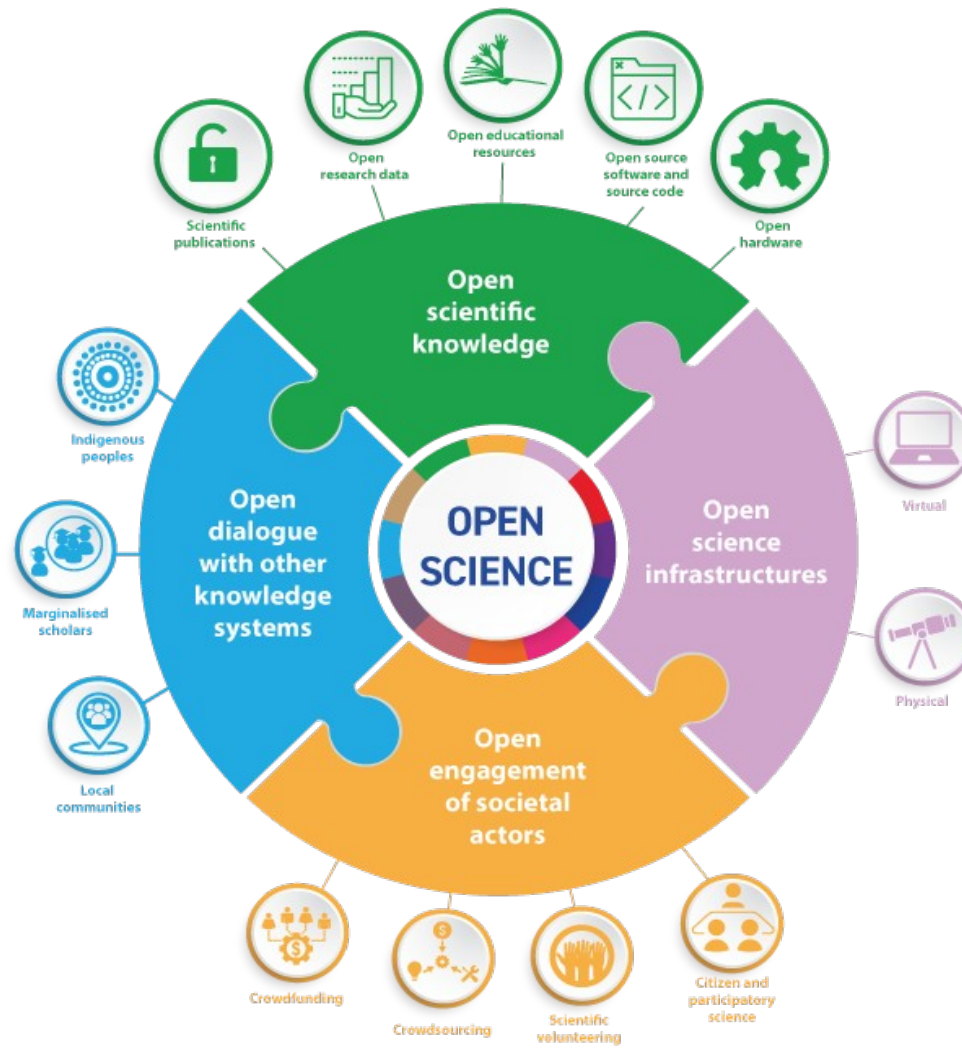 Scientific
publications
Open
research data
Open educational
resources
Open source
software and
source code
Open
hardware
Open
scientific
knowledge
Indigenous
peoples
Marginalised
scholars
Local
communities
Open
dialogue
with other
knowledge
systems
OPEN
SCIENCE
Open
science
infrastructures
Virtual
Physical
Open
engagement
of societal
actors
Crowdfunding
Crowdsourcing
Scientific
volunteering
Citizen and
participatory
science